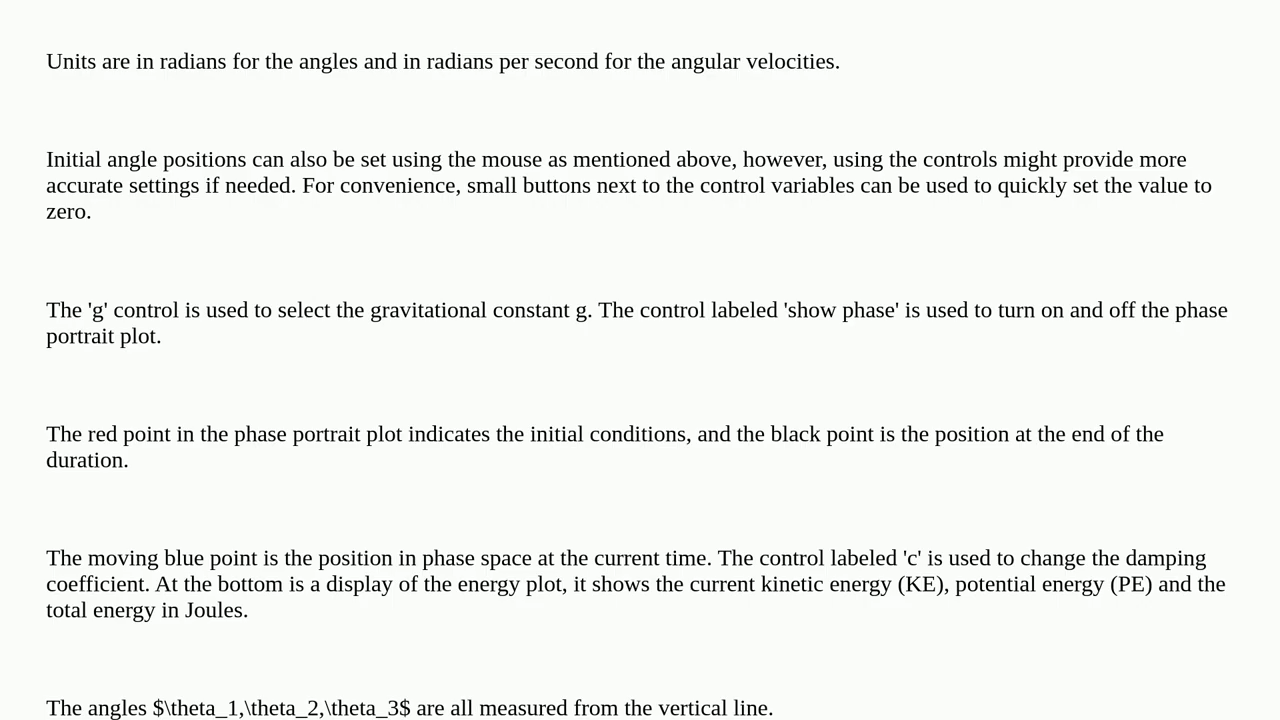 Units are in radians for the angles and in radians per second for the angular velocities.
Initial angle positions can also be set using the mouse as mentioned above, however, using the controls might provide more
accurate settings if needed. For convenience, small buttons next to the control variables can be used to quickly set the value to
zero.
The 'g' control is used to select the gravitational constant g. The control labeled 'show phase' is used to turn on and off the phase
portrait plot.
The red point in the phase portrait plot indicates the initial conditions, and the black point is the position at the end of the
duration.
The moving blue point is the position in phase space at the current time. The control labeled 'c' is used to change the damping
coefficient. At the bottom is a display of the energy plot, it shows the current kinetic energy (KE), potential energy (PE) and the
total energy in Joules.
The angles $\theta_1,\theta_2,\theta_3$ are all measured from the vertical line.